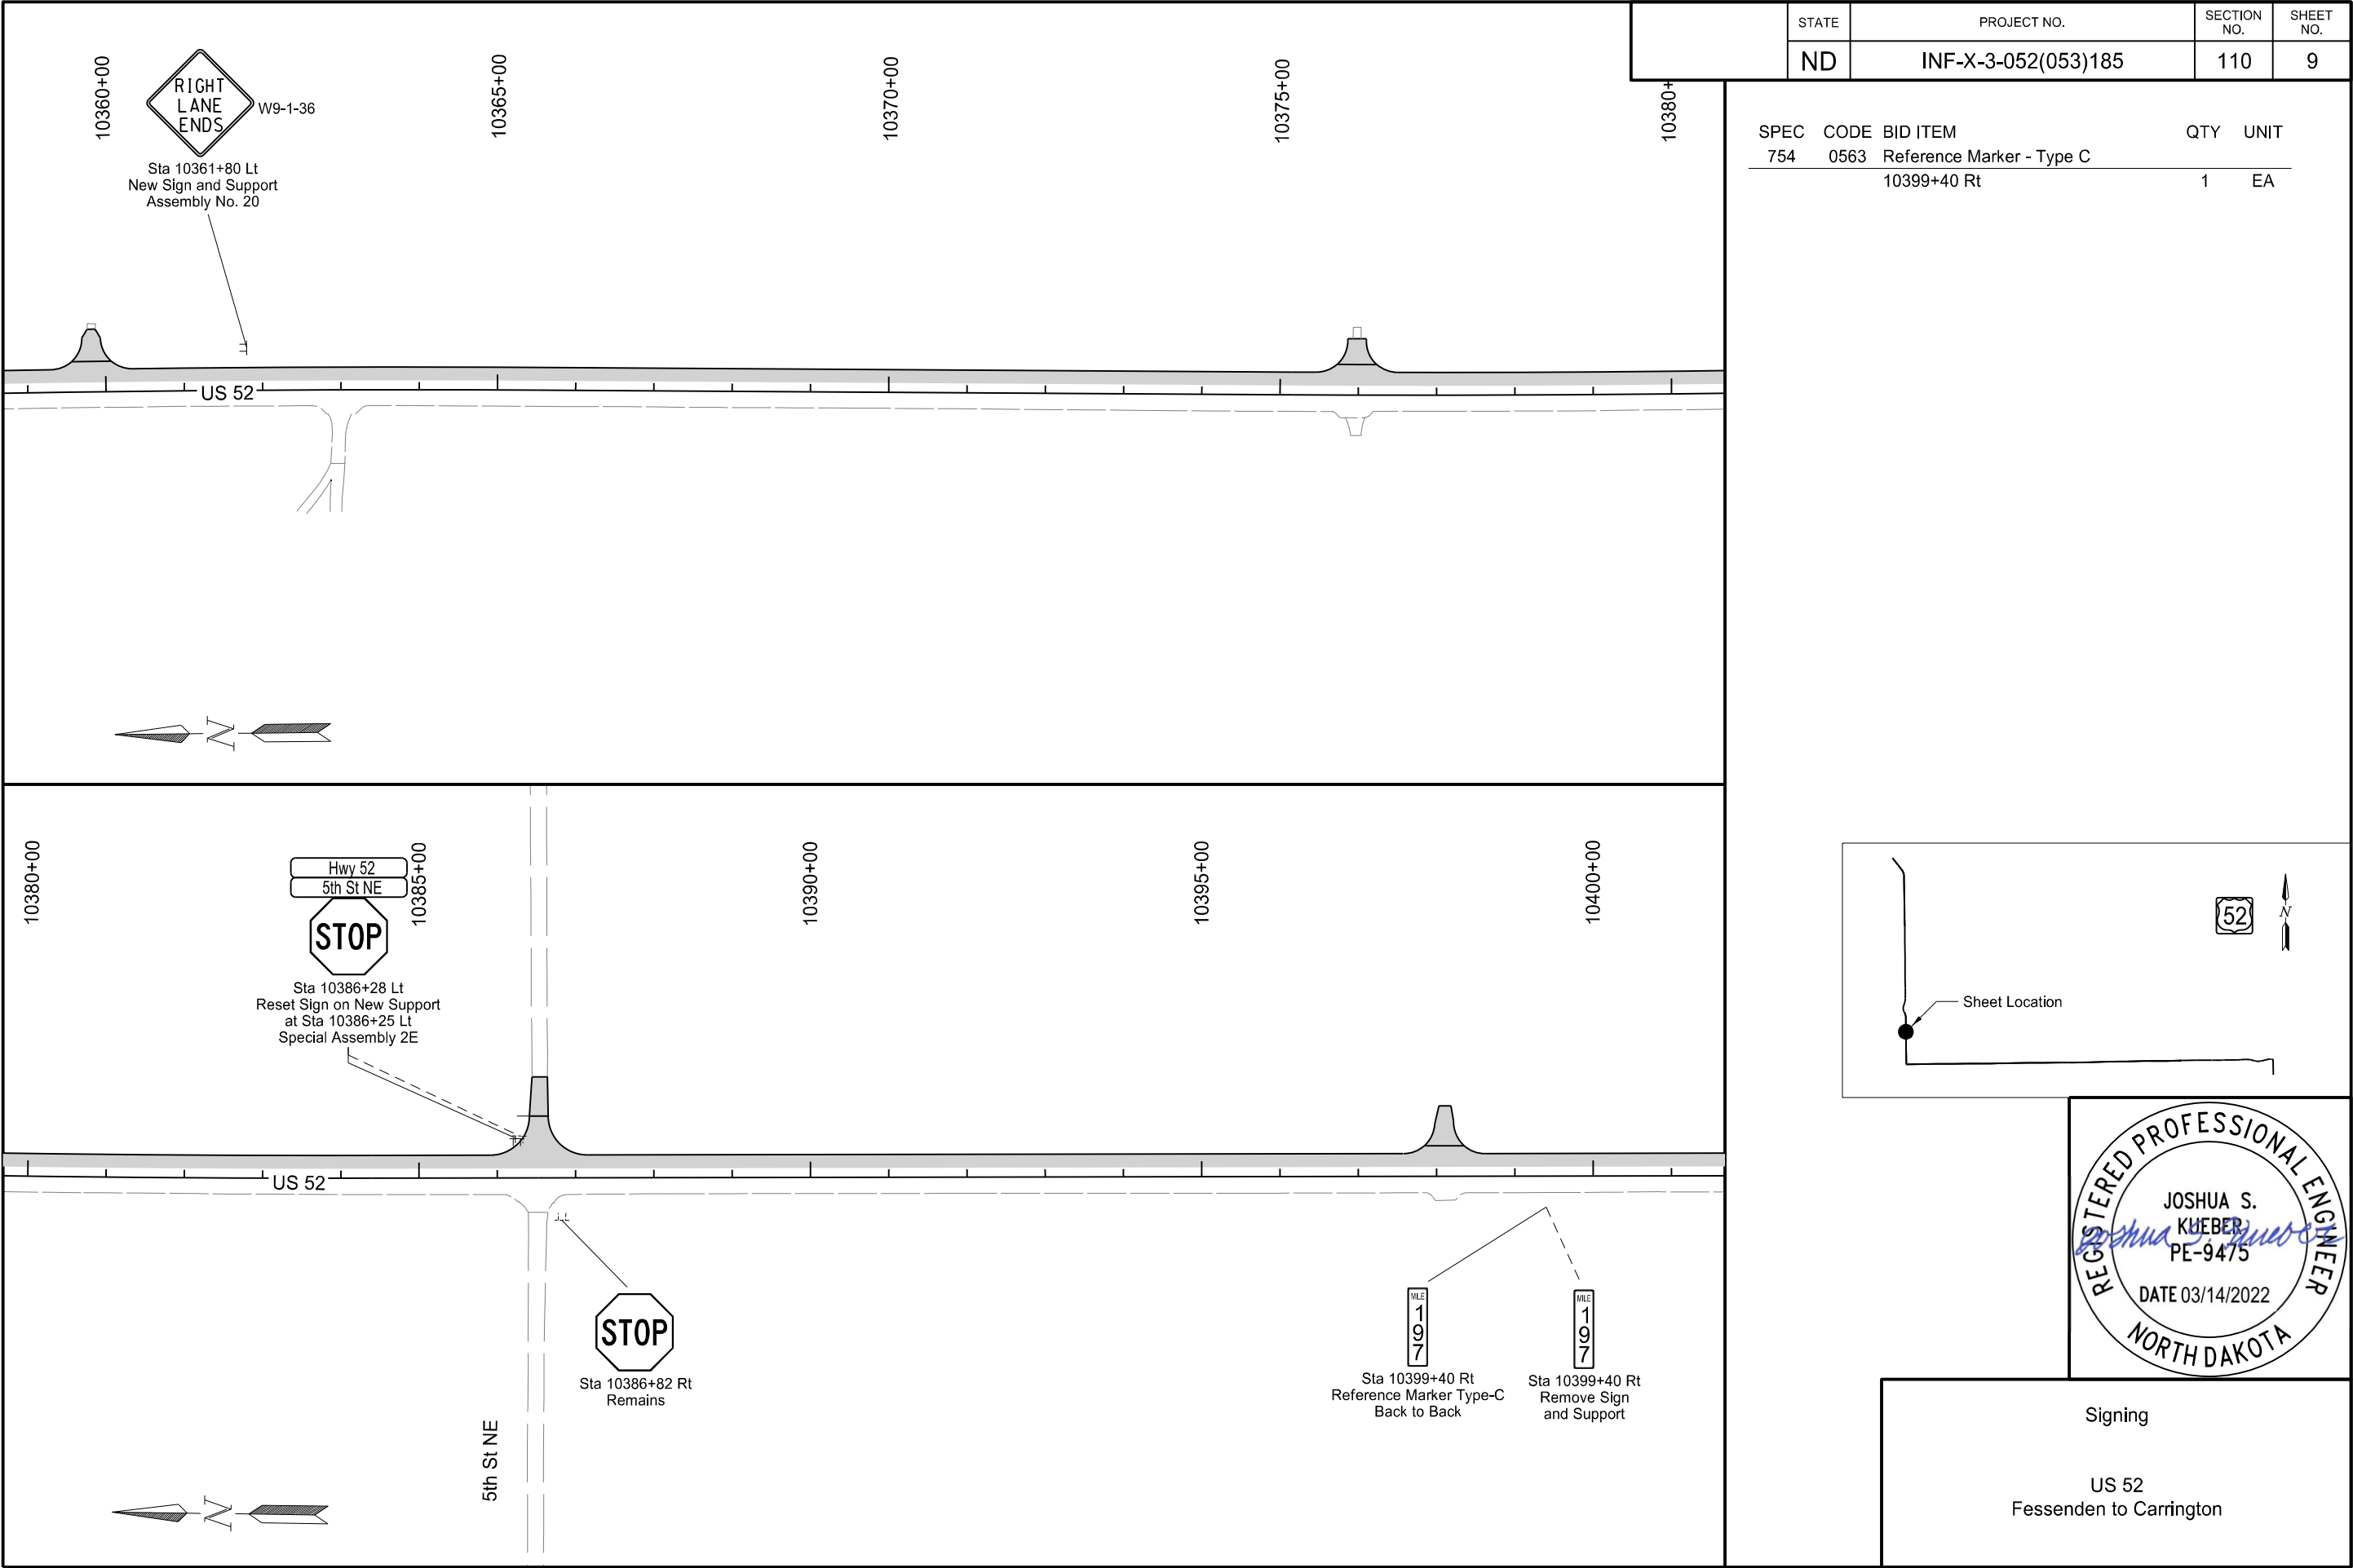 STATE
PROJECT NO.
SECTION NO.
SHEET NO.
ND
INF-X-3-052(053)185
110
9
SPEC CODE BID ITEM QTY UNIT
754 0563 Reference Marker - Type C
10399+40 Rt 1 EA
10360+00
10365+00
10370+00
10375+00
10380+
RIGHT
LANE
ENDS
W9-1-36
Sta 10361+80 Lt
New Sign and Support
Assembly No. 20
US 52
N
10380+00
10385+00
10390+00
10395+00
10400+00
Hwy 52
5th St NE
STOP
Sta 10386+28 Lt
Reset Sign on New Support
at Sta 10386+25 Lt
Special Assembly 2E
US 52
STOP
Sta 10386+82 Rt
Remains
5th St NE
MILE
1
9
7
Sta 10399+40 Rt
Reference Marker Type-C
Back to Back
MILE
1
9
7
Sta 10399+40 Rt
Remove Sign
and Support
N
52
N
Sheet Location
REGISTERED PROFESSIONAL ENGINEER
JOSHUA S.
KUEBER
PE-9475
Joshua S. Kueber
DATE 03/14/2022
NORTH DAKOTA
Signing
US 52
Fessenden to Carrington